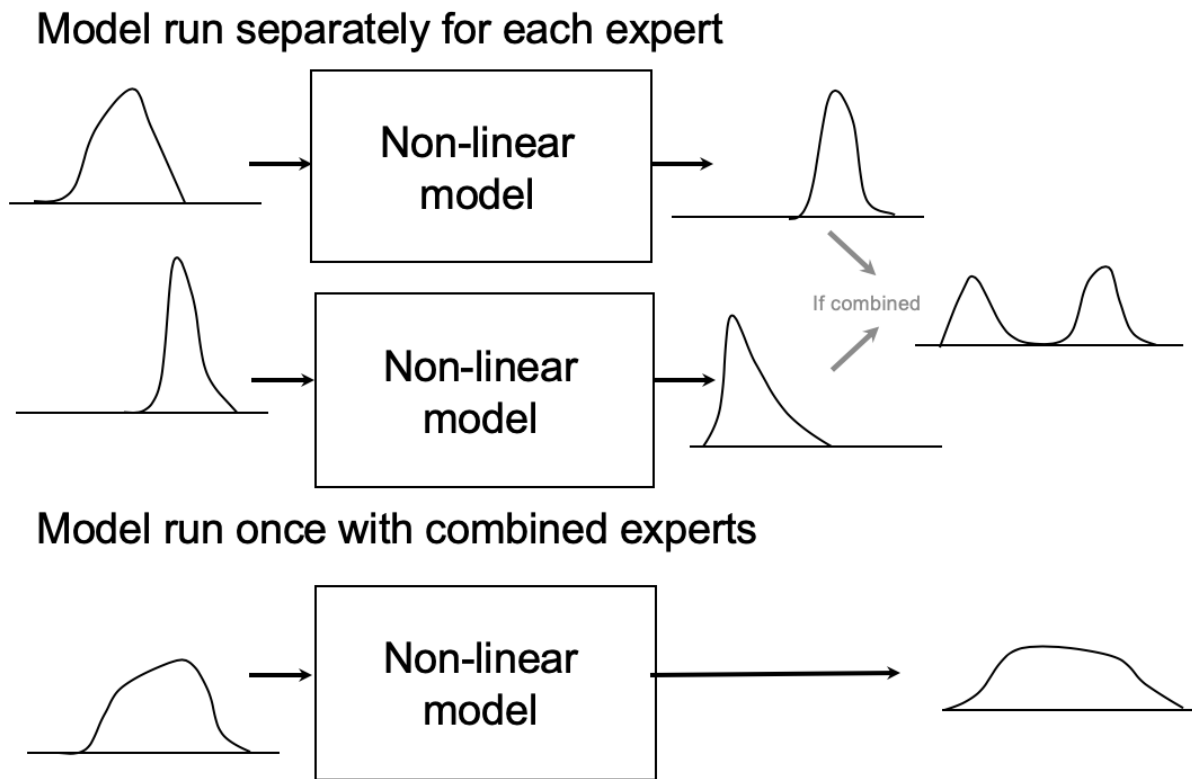 Model run separately for each expert
Non-linear
model
If combined
Non-linear
model
Model run once with combined experts
Non-linear
model